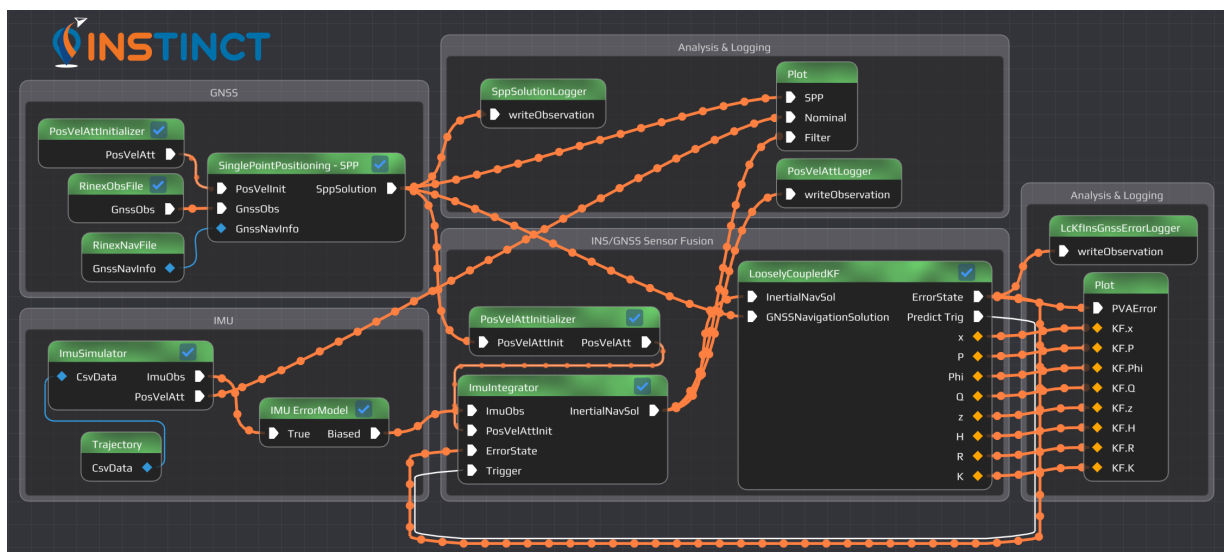 INSTINCT
GNSS
PosVelAttInitializer
PosVelAtt
RinexObsFile
GnssObs
RinexNavFile
GnssNavInfo
SinglePointPositioning - SPP
PosVelInit SppSolution
GnssObs
GnssNavInfo
IMU
ImuSimulator
CsvData ImuObs
PosVelAtt
Trajectory
CsvData
IMU ErrorModel
True Biased
Analysis & Logging
SppSolutionLogger
writeObservation
Plot
SPP
Nominal
Filter
PosVelAttLogger
writeObservation
INS/GNSS Sensor Fusion
PosVelAttInitializer
PosVelAttInit PosVelAtt
ImuIntegrator
ImuObs InertialNavSol
PosVelAttInit
ErrorState
Trigger
LooselyCoupledKF
InertialNavSol ErrorState
GNSSNavigationSolution Predict Trig
x
P
Phi
Q
z
H
R
K
Analysis & Logging
LcKfInsGnssErrorLogger
writeObservation
Plot
PVAError
KF.x
KF.P
KF.Phi
KF.Q
KF.z
KF.H
KF.R
KF.K